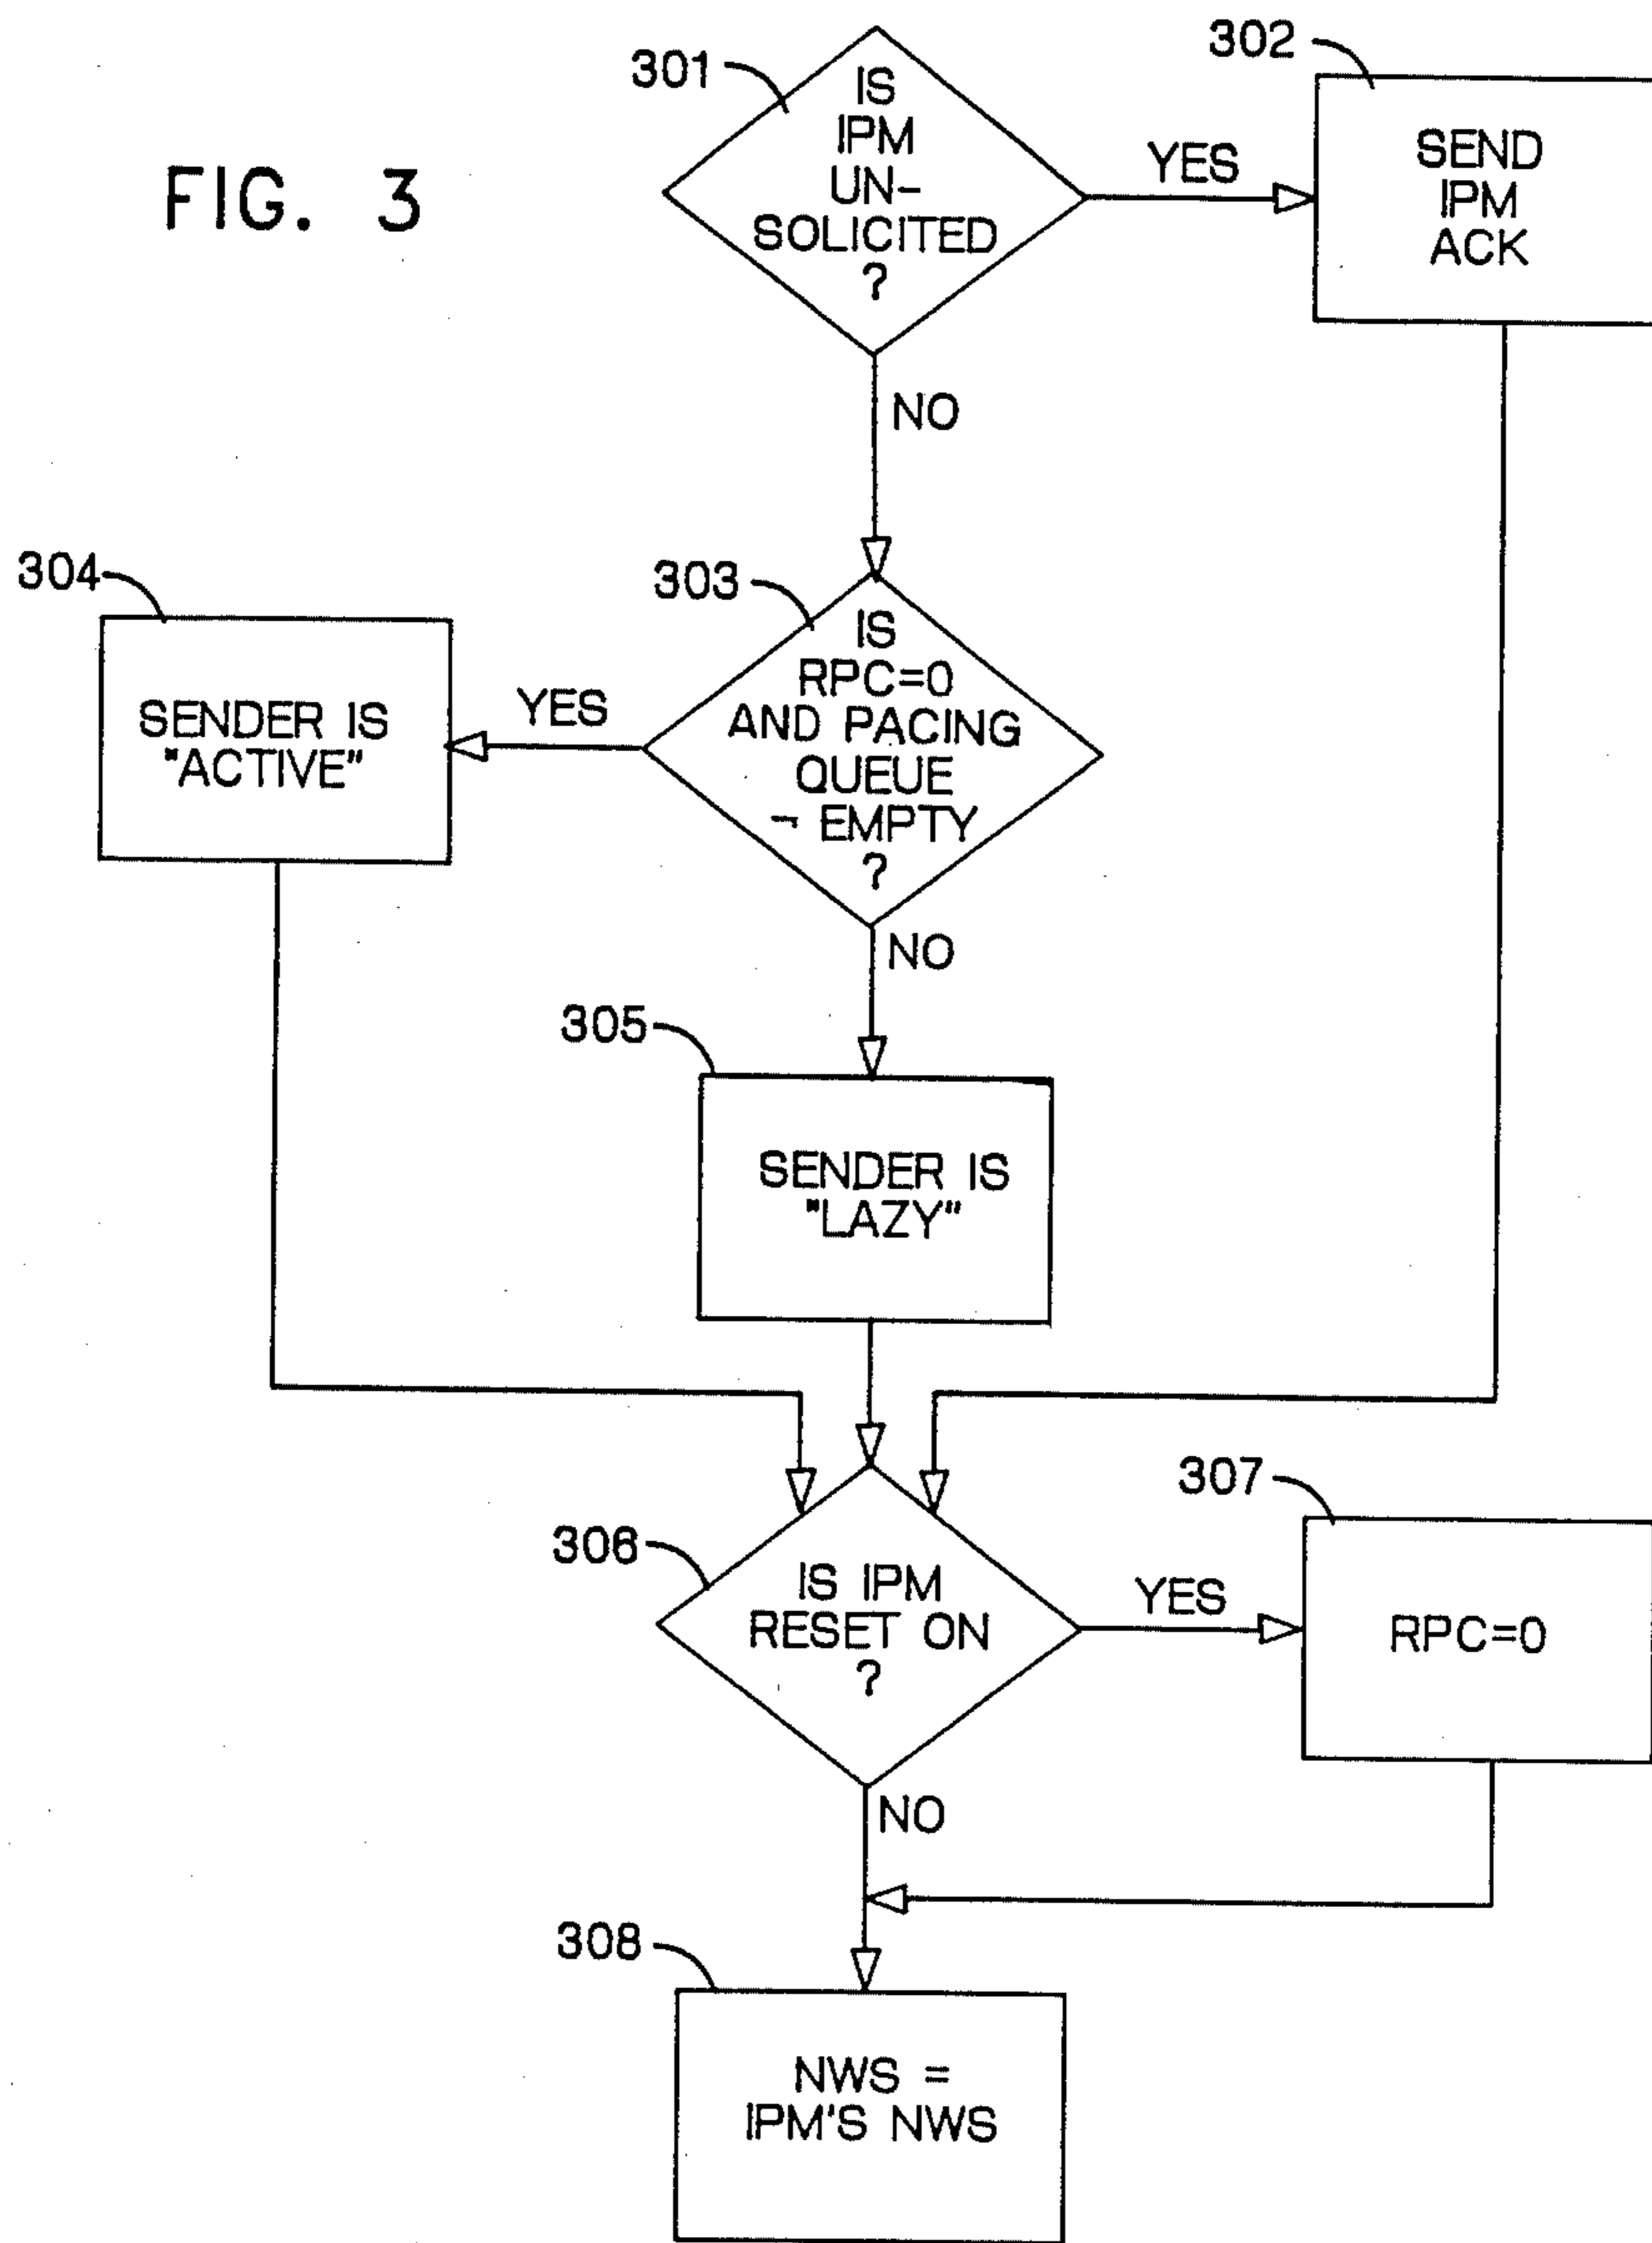 FIG. 3
301
IS
IPM
UN-
SOLICITED
?
YES
302
SEND
IPM
ACK
NO
303
IS
RPC=0
AND PACING
QUEUE
¬ EMPTY
?
YES
304
SENDER IS
"ACTIVE"
NO
305
SENDER IS
"LAZY"
306
IS IPM
RESET ON
?
YES
307
RPC=0
NO
308
NWS =
IPM'S NWS